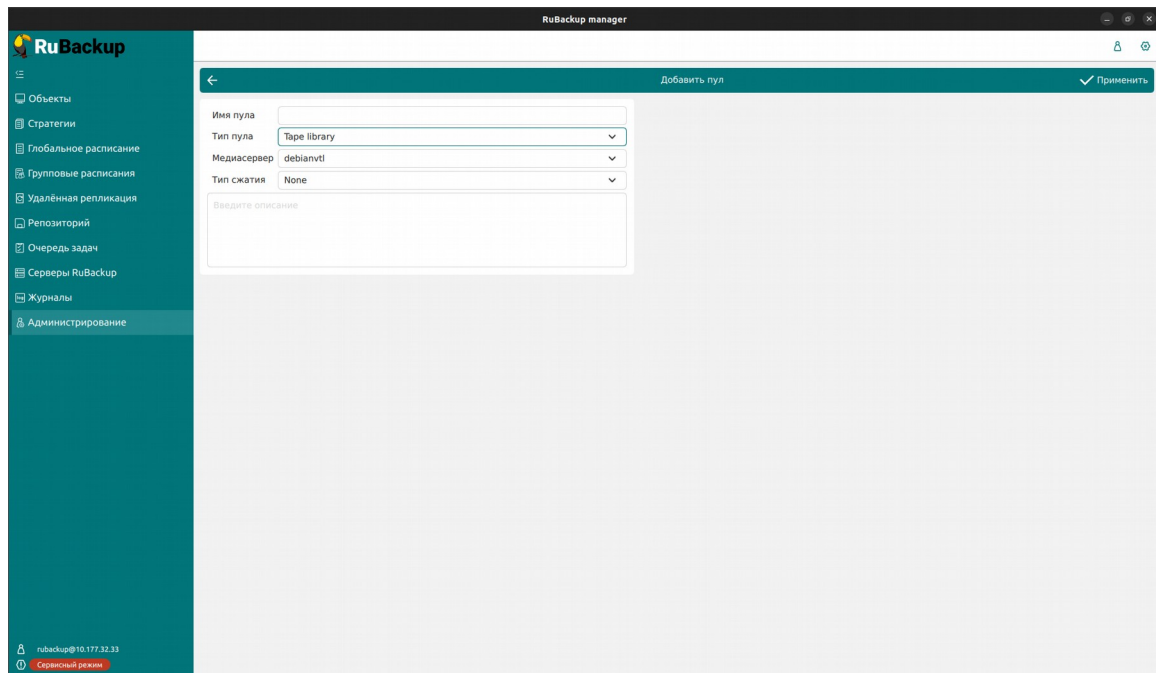 RuBackup manager
RuBackup
Объекты
Стратегии
Глобальное расписание
Групповые расписания
Удалённая репликация
Репозиторий
Очередь задач
Серверы RuBackup
Журналы
Администрирование
Добавить пул
Применить
Имя пула
Тип пула Tape library
Медиасервер debianvtl
Тип сжатия None
Введите описание
rubackup@10.177.32.33
Сервисный режим